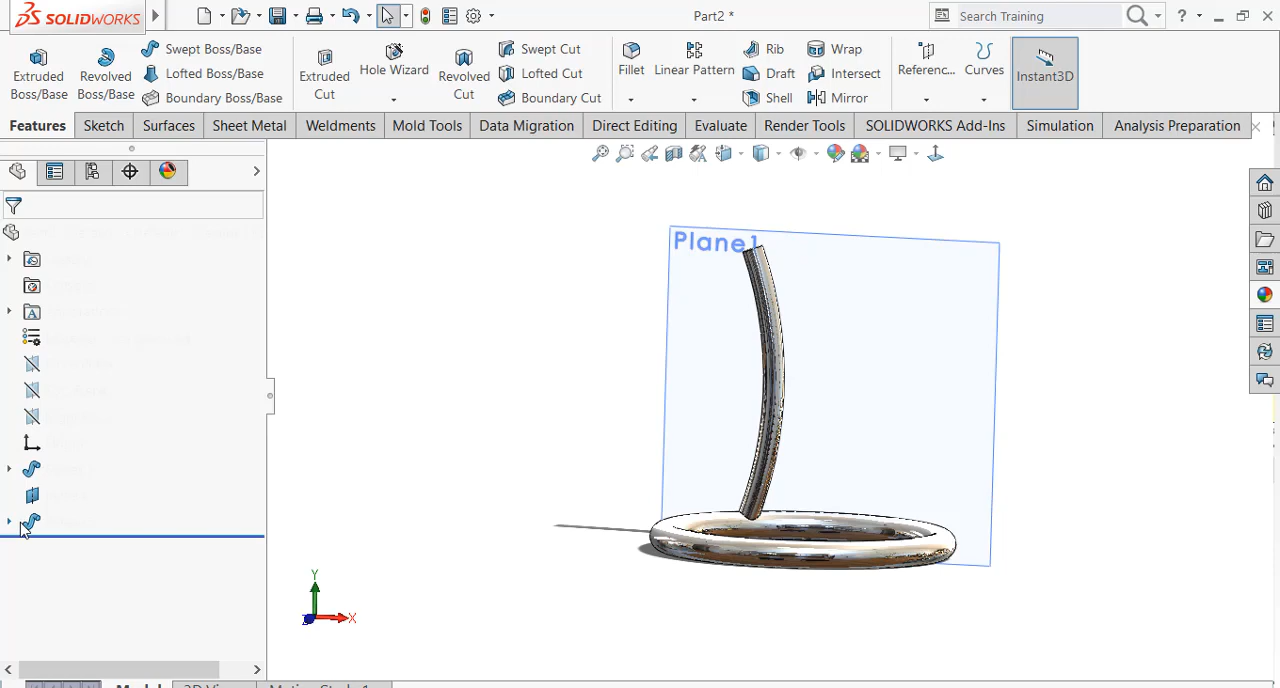 SOLIDWORKS
Part2 *
Search Training
?
Extruded Boss/Base
Revolved Boss/Base
Swept Boss/Base
Lofted Boss/Base
Boundary Boss/Base
Extruded Cut
Hole Wizard
Revolved Cut
Swept Cut
Lofted Cut
Boundary Cut
Fillet
Linear Pattern
Rib
Draft
Shell
Wrap
Intersect
Mirror
Referenc...
Curves
Instant3D
Features
Sketch
Surfaces
Sheet Metal
Weldments
Mold Tools
Data Migration
Direct Editing
Evaluate
Render Tools
SOLIDWORKS Add-Ins
Simulation
Analysis Preparation
Plane1
Y
X
Z